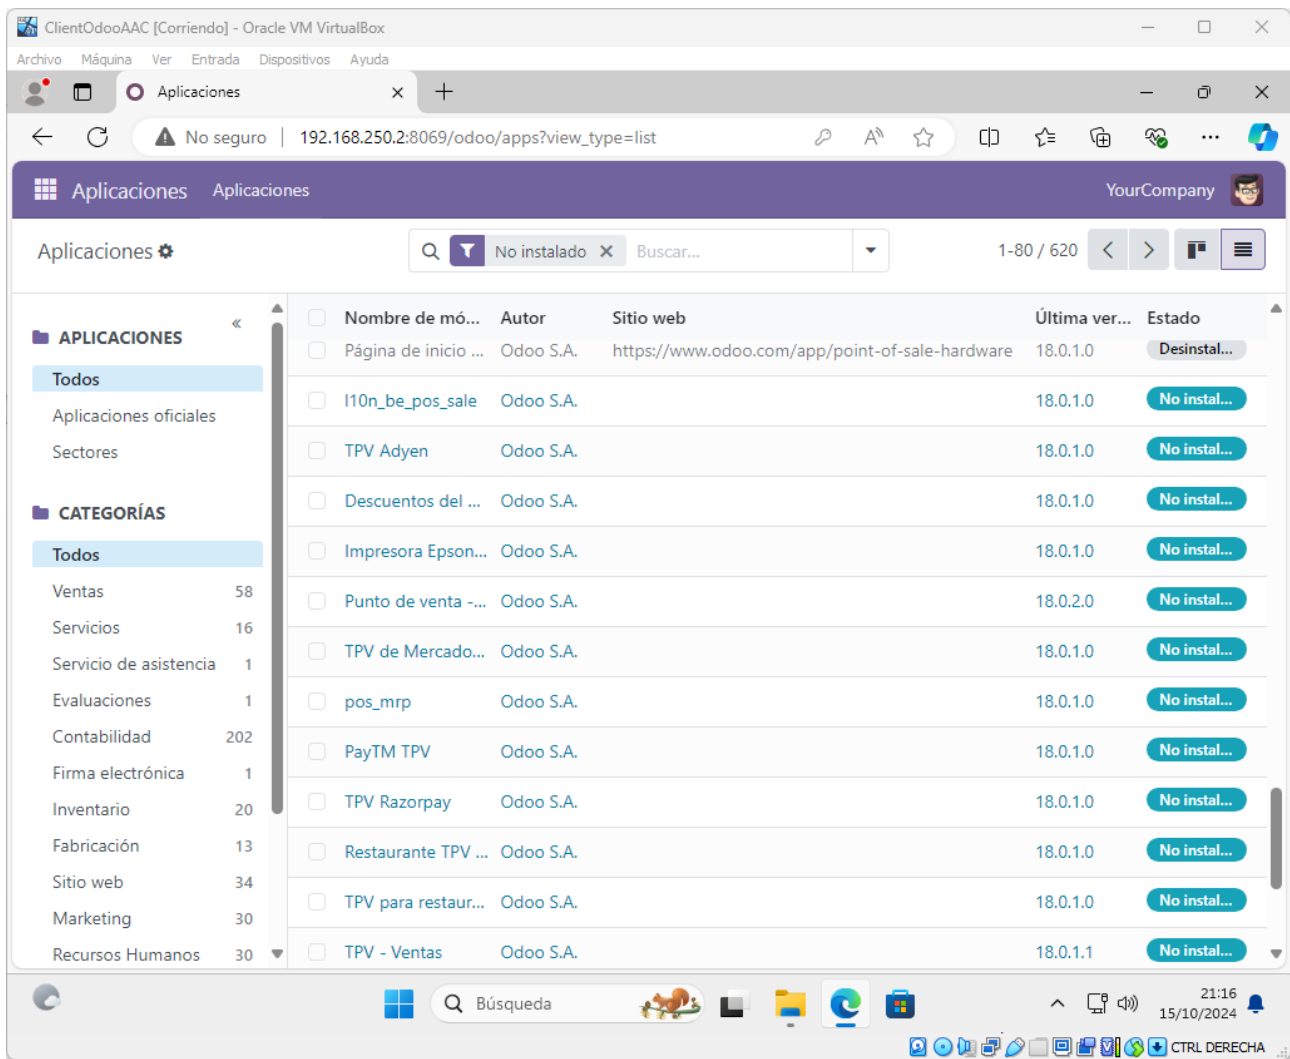 ClientOdooAAC [Corriendo] - Oracle VM VirtualBox
Archivo Máquina Ver Entrada Dispositivos Ayuda
Aplicaciones
No seguro | 192.168.250.2:8069/odoo/apps?view_type=list
Aplicaciones Aplicaciones YourCompany
Aplicaciones No instalado Buscar... 1-80 / 620
APLICACIONES
Todos
Aplicaciones oficiales
Sectores
CATEGORÍAS
Todos
Ventas 58
Servicios 16
Servicio de asistencia 1
Evaluaciones 1
Contabilidad 202
Firma electrónica 1
Inventario 20
Fabricación 13
Sitio web 34
Marketing 30
Recursos Humanos 30
Nombre de mó... Autor Sitio web Última ver... Estado
Página de inicio ... Odoo S.A. https://www.odoo.com/app/point-of-sale-hardware 18.0.1.0 Desinstal...
l10n_be_pos_sale Odoo S.A. 18.0.1.0 No instal...
TPV Adyen Odoo S.A. 18.0.1.0 No instal...
Descuentos del ... Odoo S.A. 18.0.1.0 No instal...
Impresora Epson... Odoo S.A. 18.0.1.0 No instal...
Punto de venta -... Odoo S.A. 18.0.2.0 No instal...
TPV de Mercado... Odoo S.A. 18.0.1.0 No instal...
pos_mrp Odoo S.A. 18.0.1.0 No instal...
PayTM TPV Odoo S.A. 18.0.1.0 No instal...
TPV Razorpay Odoo S.A. 18.0.1.0 No instal...
Restaurante TPV ... Odoo S.A. 18.0.1.0 No instal...
TPV para restaur... Odoo S.A. 18.0.1.0 No instal...
TPV - Ventas Odoo S.A. 18.0.1.1 No instal...
Búsqueda
21:16
15/10/2024
CTRL DERECHA